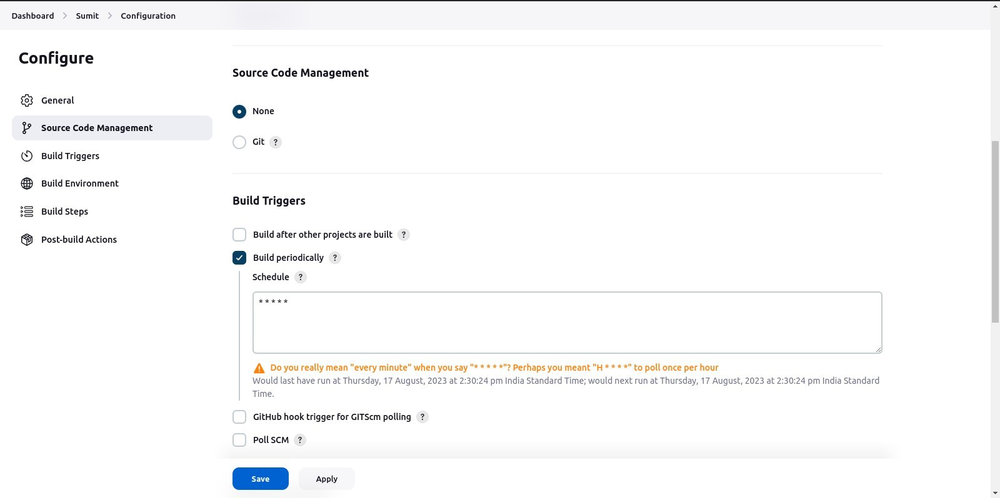 Dashboard > Sumit > Configuration
Configure
General
Source Code Management
Build Triggers
Build Environment
Build Steps
Post-build Actions
Source Code Management
None
Git ?
Build Triggers
Build after other projects are built ?
Build periodically ?
Schedule ?
* * * * *
Do you really mean "every minute" when you say "* * * * *"? Perhaps you meant "H * * * *" to poll once per hour
Would last have run at Thursday, 17 August, 2023 at 2:30:24 pm India Standard Time; would next run at Thursday, 17 August, 2023 at 2:30:24 pm India Standard
Time.
GitHub hook trigger for GITScm polling ?
Poll SCM ?
Save Apply